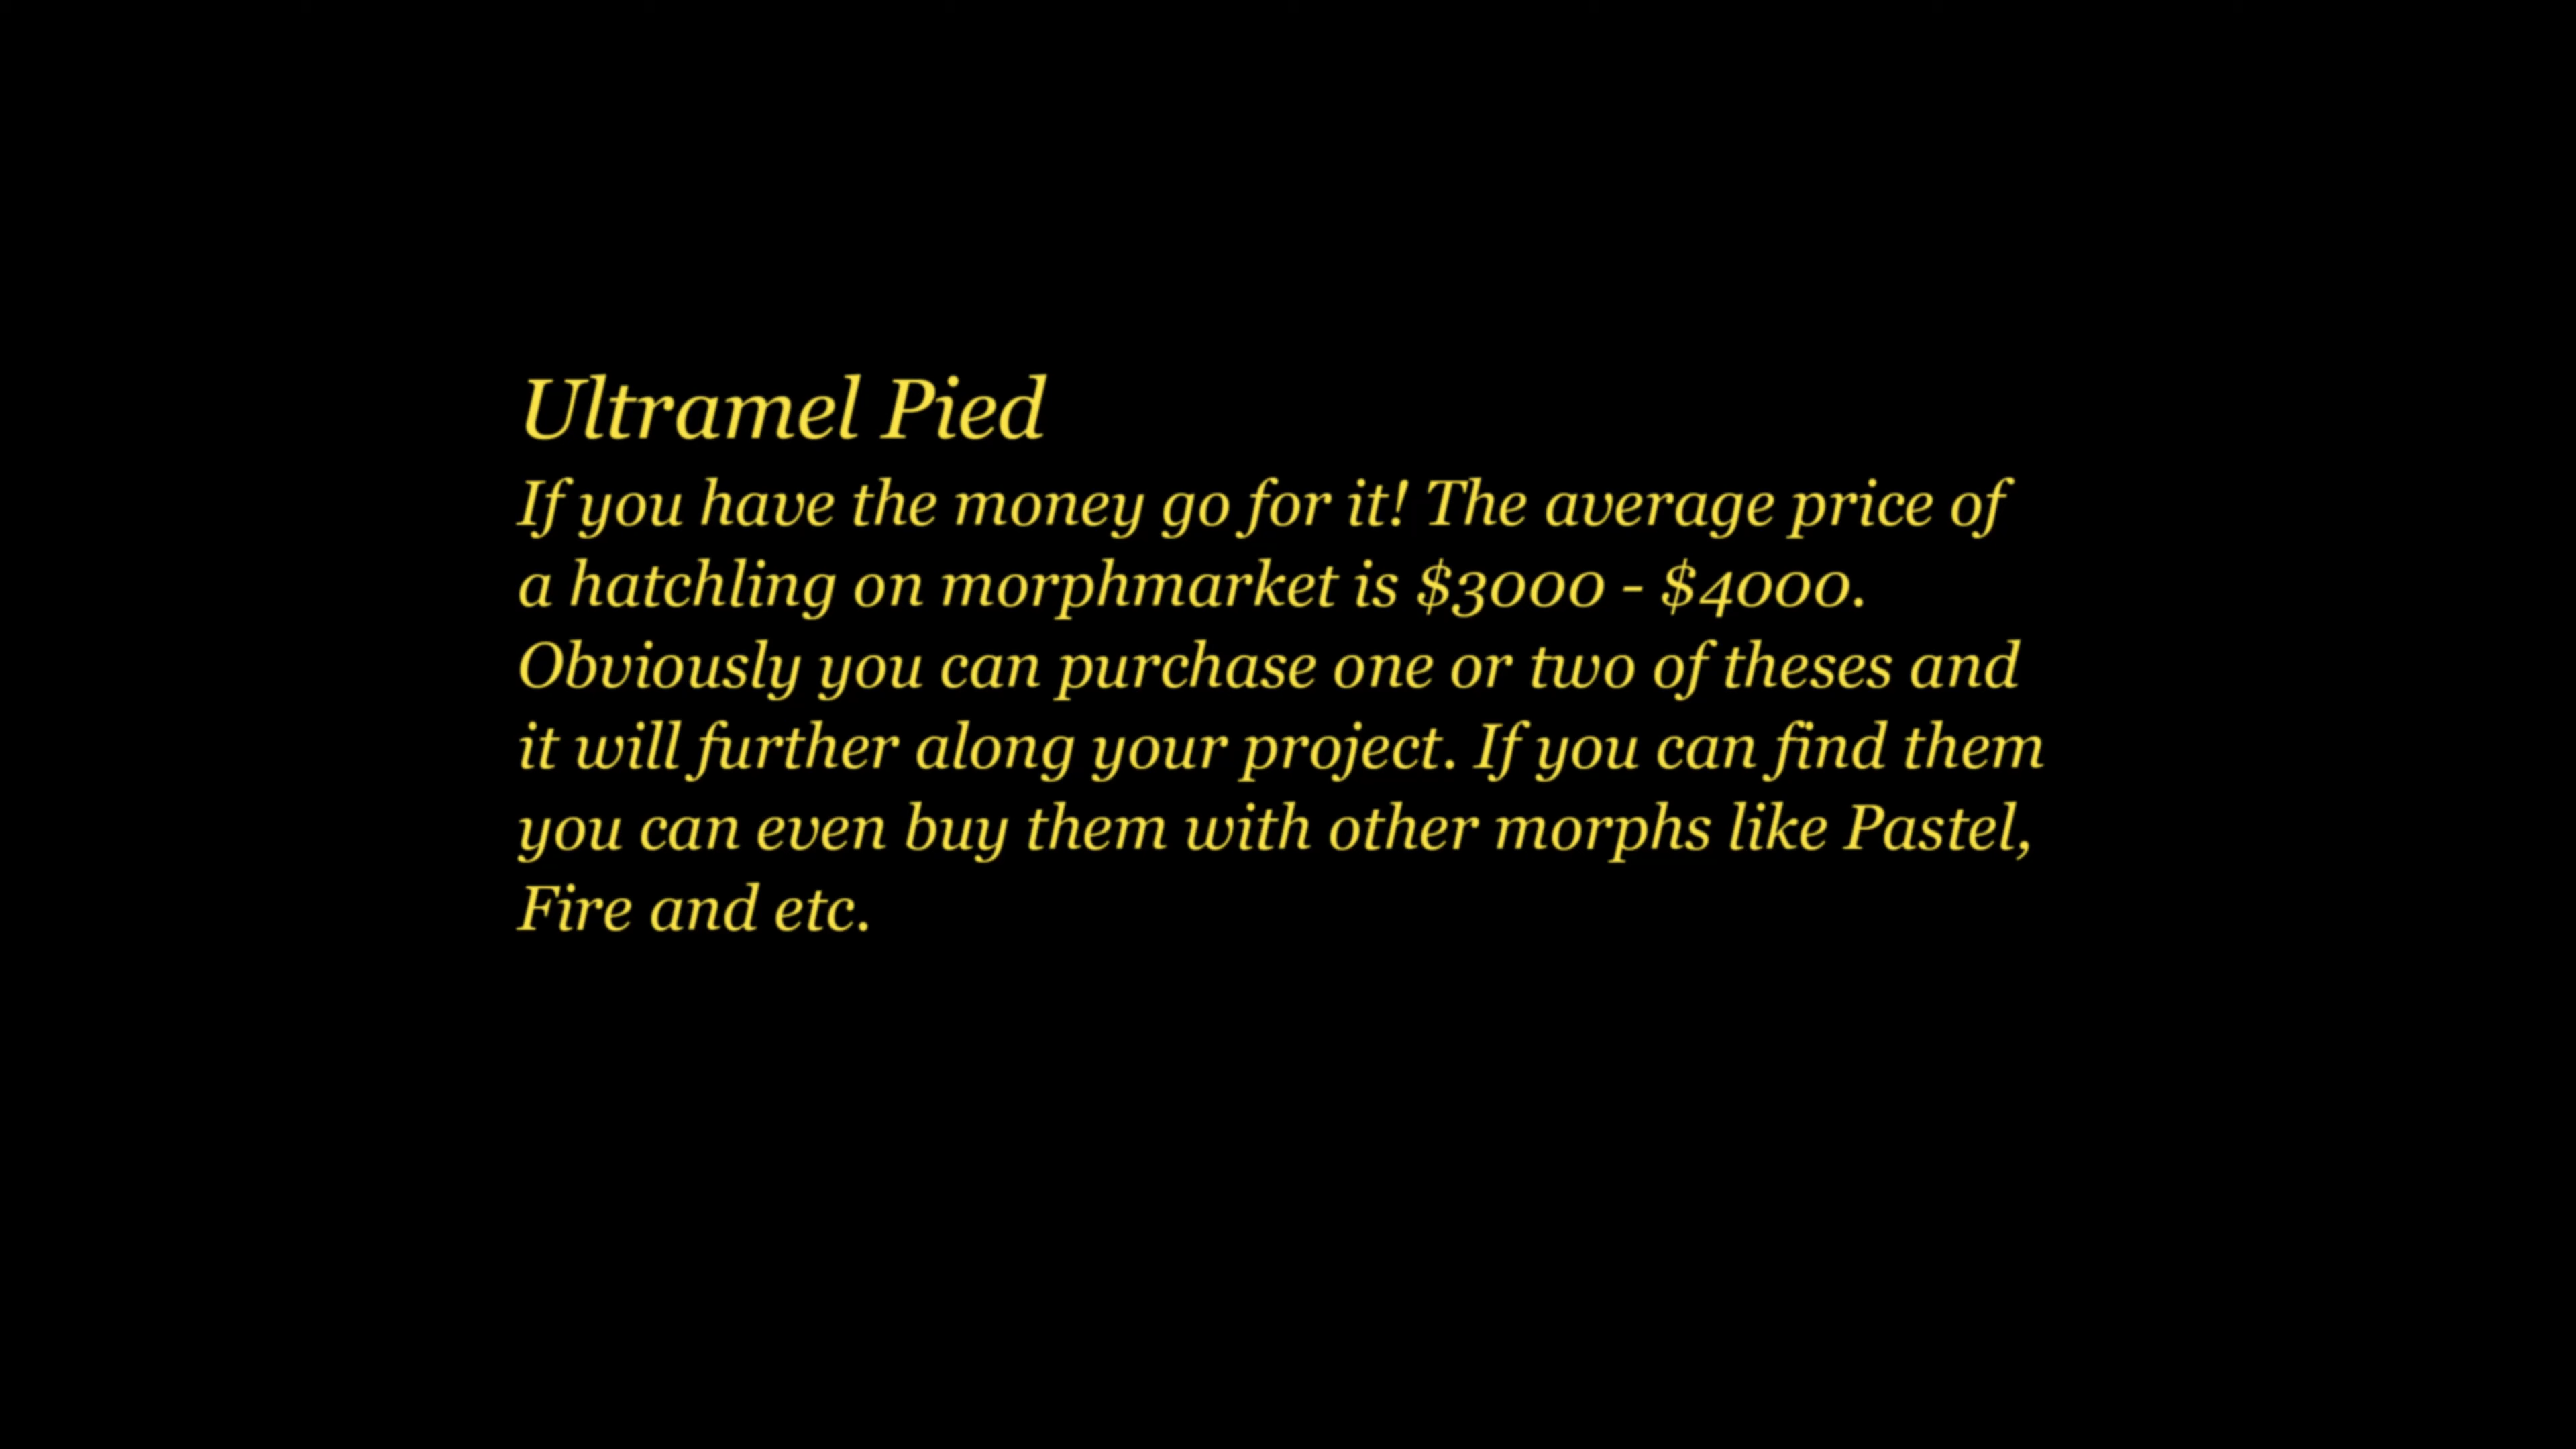 Ultramel Pied
If you have the money go for it! The average price of
a hatchling on morphmarket is $3000 - $4000.
Obviously you can purchase one or two of theses and
it will further along your project. If you can find them
you can even buy them with other morphs like Pastel,
Fire and etc.